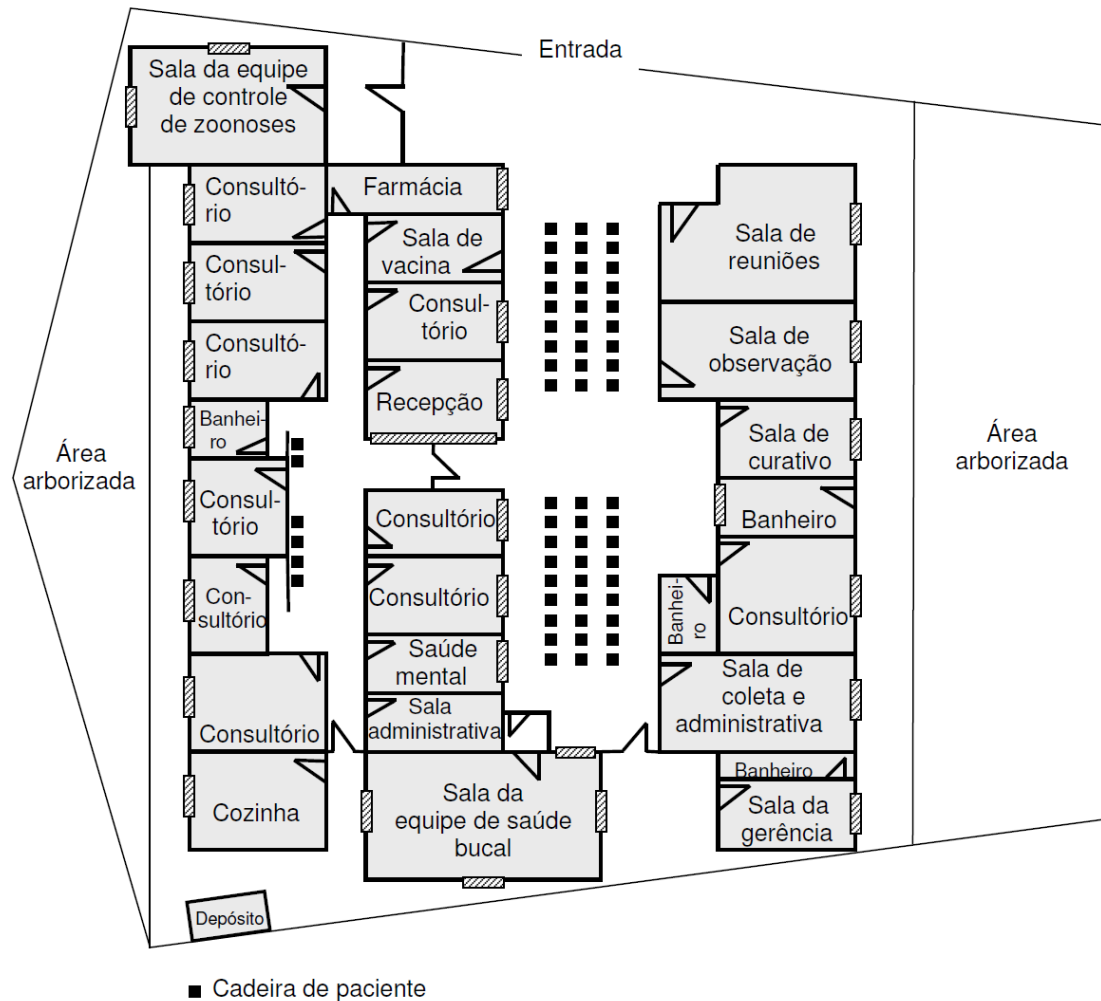 Entrada
Sala da equipe
de controle
de zoonoses
Consultó-
rio
Farmácia
Sala de
vacina
Sala de
reuniões
Consul-
tório
Consul-
tório
Consultó-
rio
Sala de
observação
Recepção
Banhei-
ro
Sala de
curativo
Área
arborizada
Área
arborizada
Consul-
tório
Consultório
Banheiro
Con-
sultório
Consultório
Banhei-
ro
Consultório
Saúde
mental
Sala de
coleta e
administrativa
Sala
administrativa
Consultório
Banheiro
Cozinha
Sala da
equipe de saúde
bucal
Sala da
gerência
Depósito
Cadeira de paciente